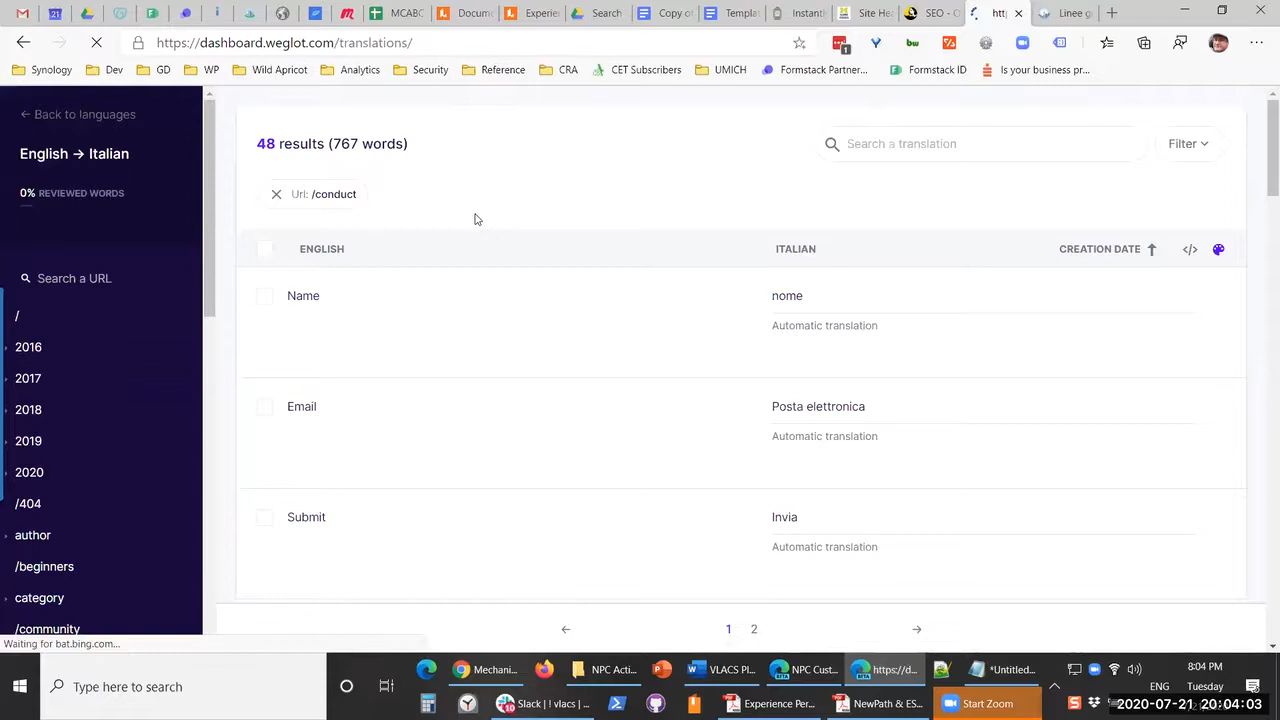 MCABC
Docume
Experie
Search
Copy of
Templat
Instant
Site He
SEO - G
htt
Linee g
https://dashboard.weglot.com/translations/
1
Synology
Dev
GD
WP
Wild Apricot
Analytics
Security
Reference
CRA
CET Subscribers
UMICH
Formstack Partner...
Formstack ID
Is your business pr...
← Back to languages
English → Italian
0% REVIEWED WORDS
Search a URL
/
2016
2017
2018
2019
2020
/404
author
/beginners
category
/community
Waiting for bat.bing.com...
48 results (767 words)
Search a translation
Filter
Url: /conduct
ENGLISH
ITALIAN
CREATION DATE
</>
Name
nome
Automatic translation
Email
Posta elettronica
Automatic translation
Submit
Invia
Automatic translation
← 1 2 →
Type here to search
Mechani...
NPC Acti...
VLACS Pl...
NPC Cust...
https://d...
*Untitled...
ENG
8:04 PM
Tuesday
Slack | ! vlacs | ...
Experience Per...
NewPath & ES...
Start Zoom
2020-07-21 20:04:03